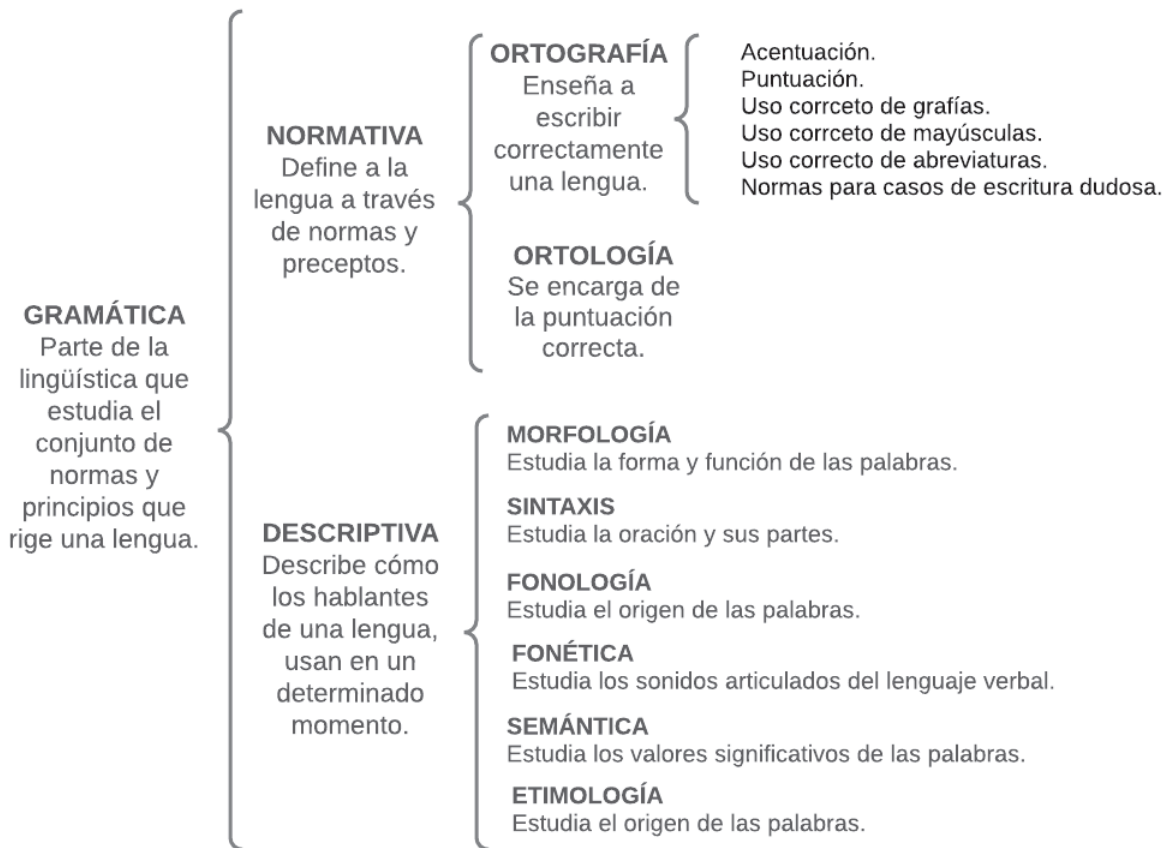 GRAMÁTICA
Parte de la
lingüística que
estudia el
conjunto de
normas y
principios que
rige una lengua.
NORMATIVA
Define a la
lengua a través
de normas y
preceptos.
ORTOGRAFÍA
Enseña a
escribir
correctamente
una lengua.
Acentuación.
Puntuación.
Uso corrceto de grafías.
Uso corrceto de mayúsculas.
Uso correcto de abreviaturas.
Normas para casos de escritura dudosa.
ORTOLOGÍA
Se encarga de
la puntuación
correcta.
DESCRIPTIVA
Describe cómo
los hablantes
de una lengua,
usan en un
determinado
momento.
MORFOLOGÍA
Estudia la forma y función de las palabras.
SINTAXIS
Estudia la oración y sus partes.
FONOLOGÍA
Estudia el origen de las palabras.
FONÉTICA
Estudia los sonidos articulados del lenguaje verbal.
SEMÁNTICA
Estudia los valores significativos de las palabras.
ETIMOLOGÍA
Estudia el origen de las palabras.